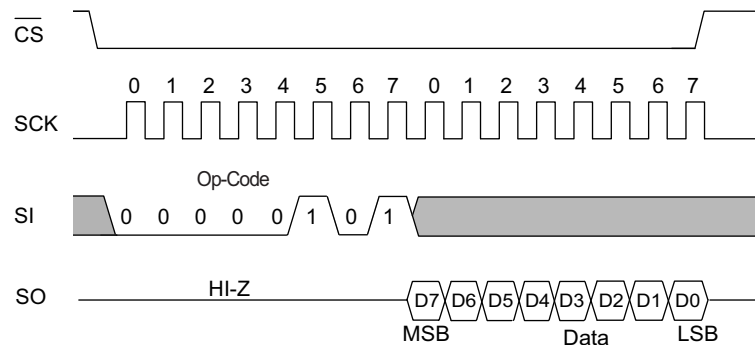 CS
0 1 2 3 4 5 6 7 0 1 2 3 4 5 6 7
SCK
Op-Code
SI 0 0 0 0 0 1 0 1
HI-Z
SO D7 D6 D5 D4 D3 D2 D1 D0
MSB Data LSB